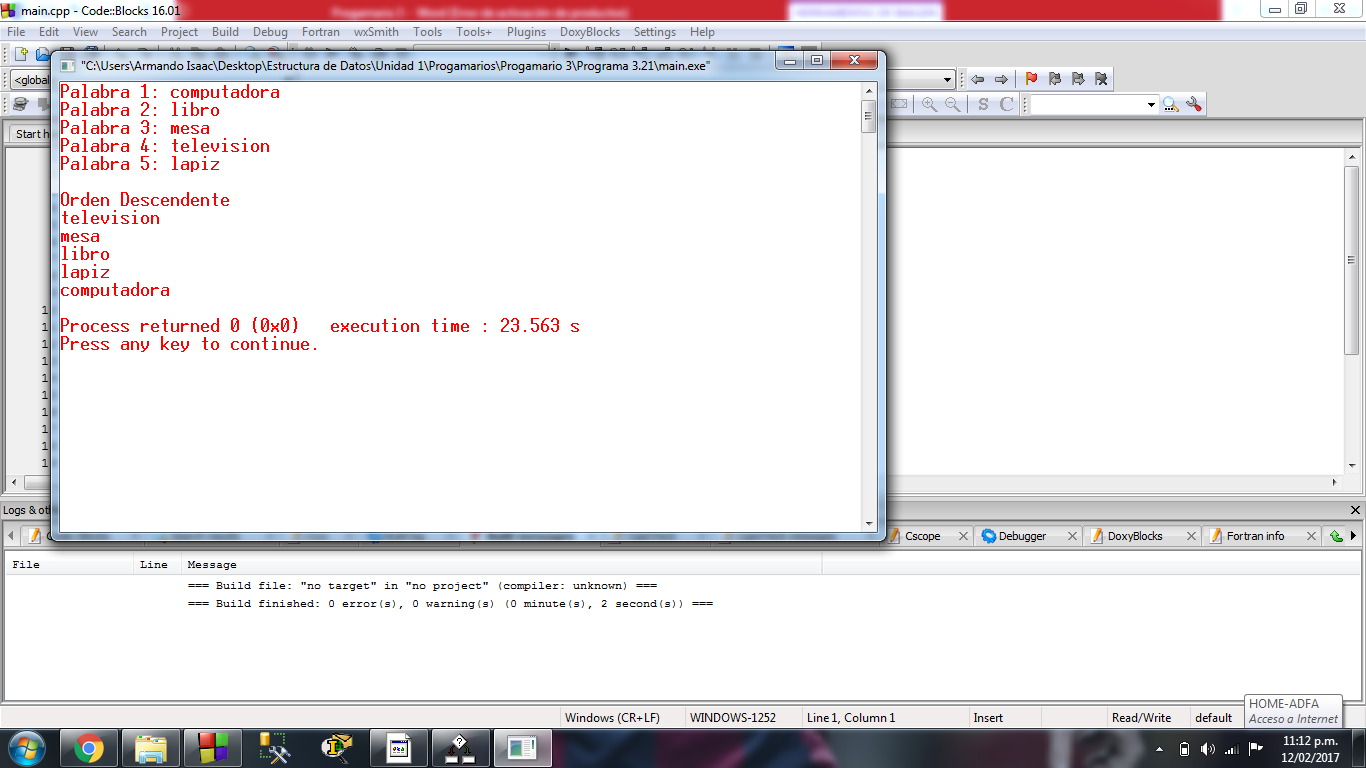 main.cpp - Code::Blocks 16.01
File Edit View Search Project Build Debug Fortran wxSmith Tools Tools+ Plugins DoxyBlocks Settings Help
"C:\Users\Armando Isaac\Desktop\Estructura de Datos\Unidad 1\Progamarios\Progamario 3\Programa 3.21\main.exe"
<global
Start h
Palabra 1: computadora
Palabra 2: libro
Palabra 3: mesa
Palabra 4: television
Palabra 5: lapiz
Orden Descendente
television
mesa
libro
lapiz
computadora
Process returned 0 (0x0)   execution time : 23.563 s
Press any key to continue.
Logs & ot
Cscope Debugger DoxyBlocks Fortran info
File Line Message
=== Build file: "no target" in "no project" (compiler: unknown) ===
=== Build finished: 0 error(s), 0 warning(s) (0 minute(s), 2 second(s)) ===
Windows (CR+LF) WINDOWS-1252 Line 1, Column 1 Insert Read/Write default
HOME-ADFA
Acceso a Internet
11:12 p.m.
12/02/2017